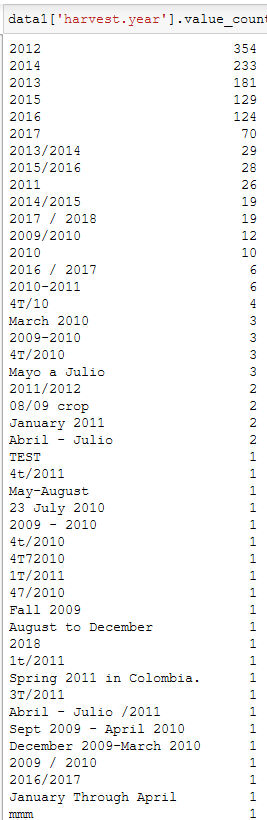 data1['harvest.year'].value_coun
2012 354
2014 233
2013 181
2015 129
2016 124
2017 70
2013/2014 29
2015/2016 28
2011 26
2014/2015 19
2017 / 2018 19
2009/2010 12
2010 10
2016 / 2017 6
2010-2011 6
4T/10 4
March 2010 3
2009-2010 3
4T/2010 3
Mayo a Julio 3
2011/2012 2
08/09 crop 2
January 2011 2
Abril - Julio 2
TEST 1
4t/2011 1
May-August 1
23 July 2010 1
2009 - 2010 1
4t/2010 1
4T72010 1
1T/2011 1
47/2010 1
Fall 2009 1
August to December 1
2018 1
1t/2011 1
Spring 2011 in Colombia. 1
3T/2011 1
Abril - Julio /2011 1
Sept 2009 - April 2010 1
December 2009-March 2010 1
2009 / 2010 1
2016/2017 1
January Through April 1
mmm 1